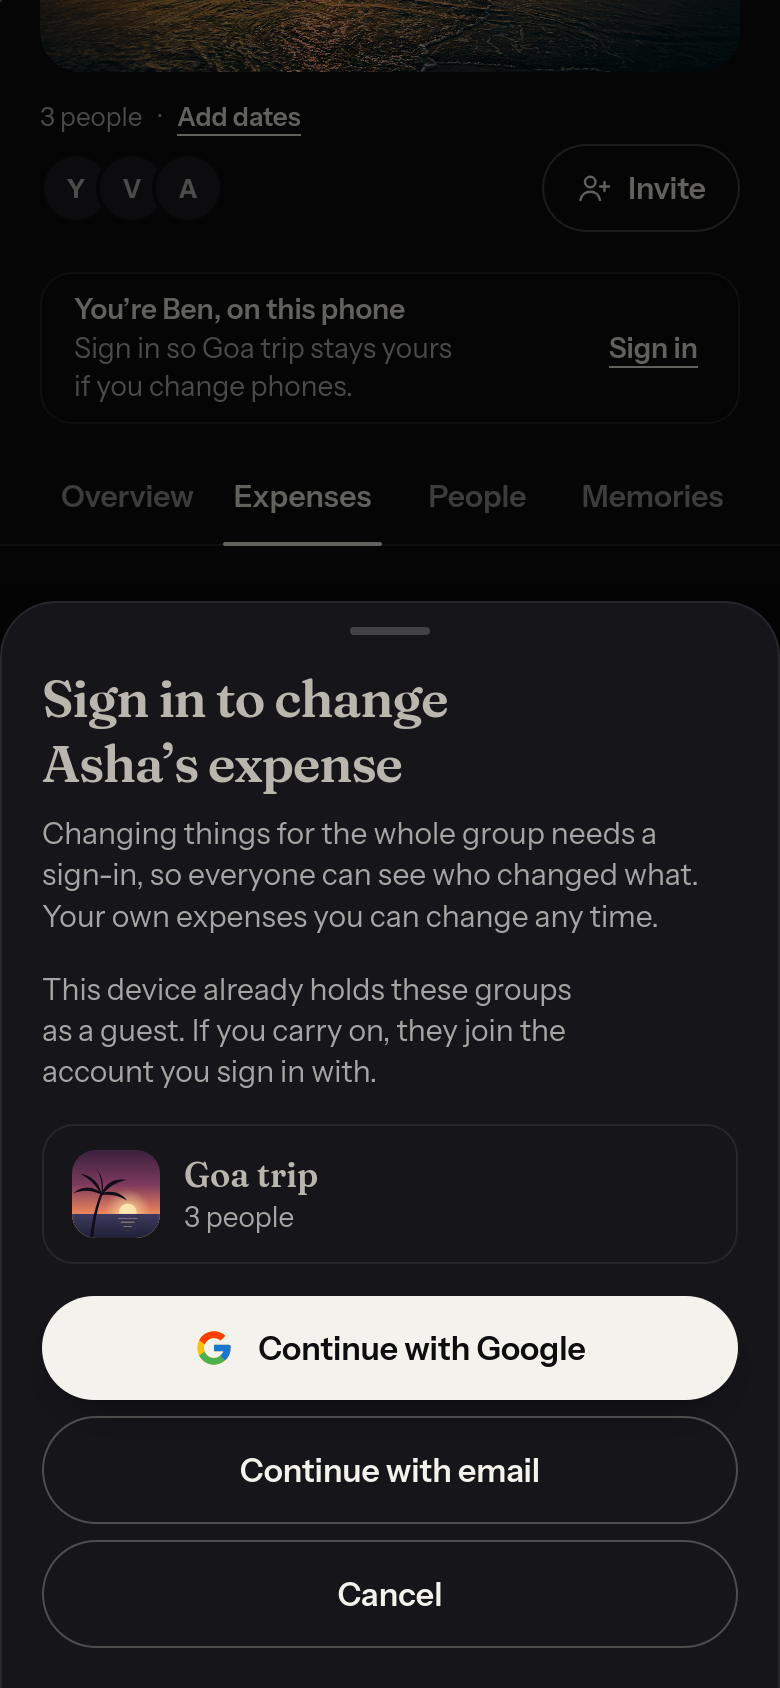 3 people · Add dates
Y V A
Invite
You’re Ben, on this phone
Sign in so Goa trip stays yours
if you change phones.
Sign in
Overview Expenses People Memories
Sign in to change
Asha’s expense
Changing things for the whole group needs a
sign-in, so everyone can see who changed what.
Your own expenses you can change any time.
This device already holds these groups
as a guest. If you carry on, they join the
account you sign in with.
Goa trip
3 people
Continue with Google
Continue with email
Cancel